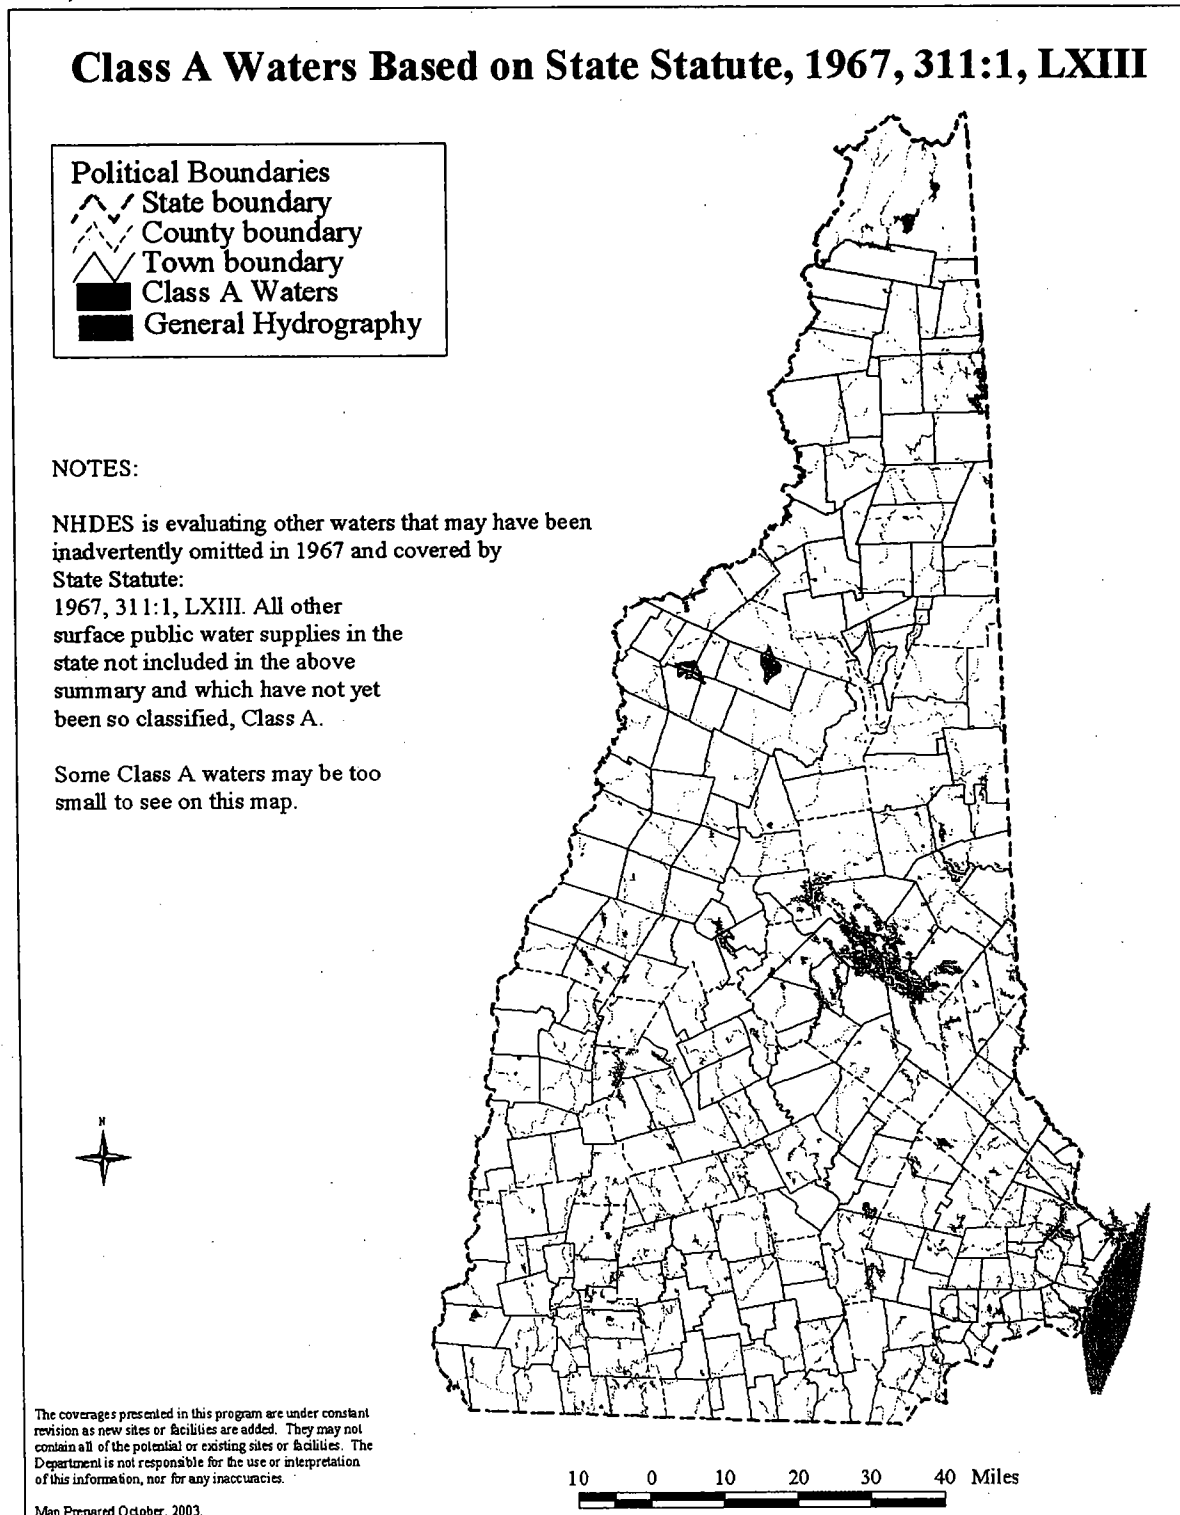 Class A Waters Based on State Statute, 1967, 311:1, LXIII
Political Boundaries
State boundary
County boundary
Town boundary
Class A Waters
General Hydrography
NOTES:
NHDES is evaluating other waters that may have been
inadvertently omitted in 1967 and covered by
State Statute:
1967, 311:1, LXIII. All other
surface public water supplies in the
state not included in the above
summary and which have not yet
been so classified, Class A.
Some Class A waters may be too
small to see on this map.
N
The coverages presented in this program are under constant
revision as new sites or facilities are added. They may not
contain all of the potential or existing sites or facilities. The
Department is not responsible for the use or interpretation
of this information, nor for any inaccuracies.
Map Prepared October, 2003.
10 0 10 20 30 40 Miles